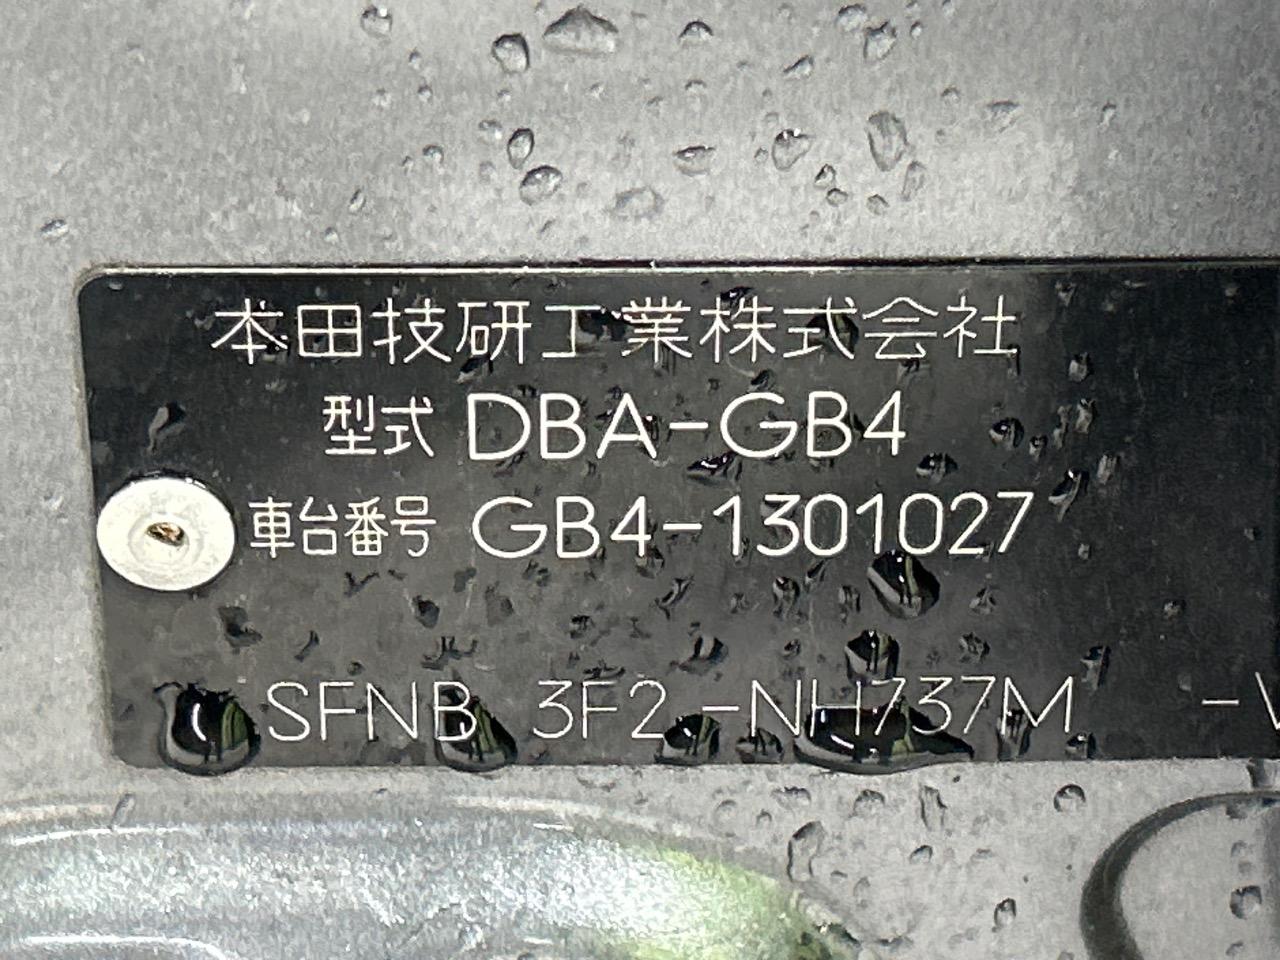 本田技研工業株式会社
型式 DBA-GB4
車台番号 GB4-1301027
SFNB 3F2 -NH737M -V